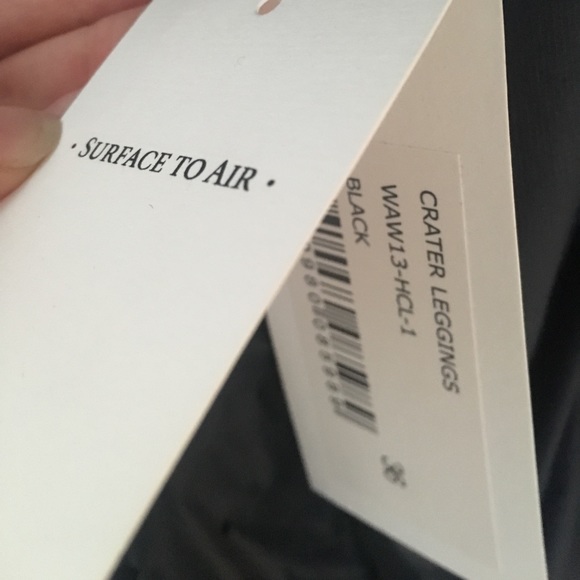 · SURFACE TO AIR ·
CRATER LEGGINGS
WAW13-HCL-1
BLACK